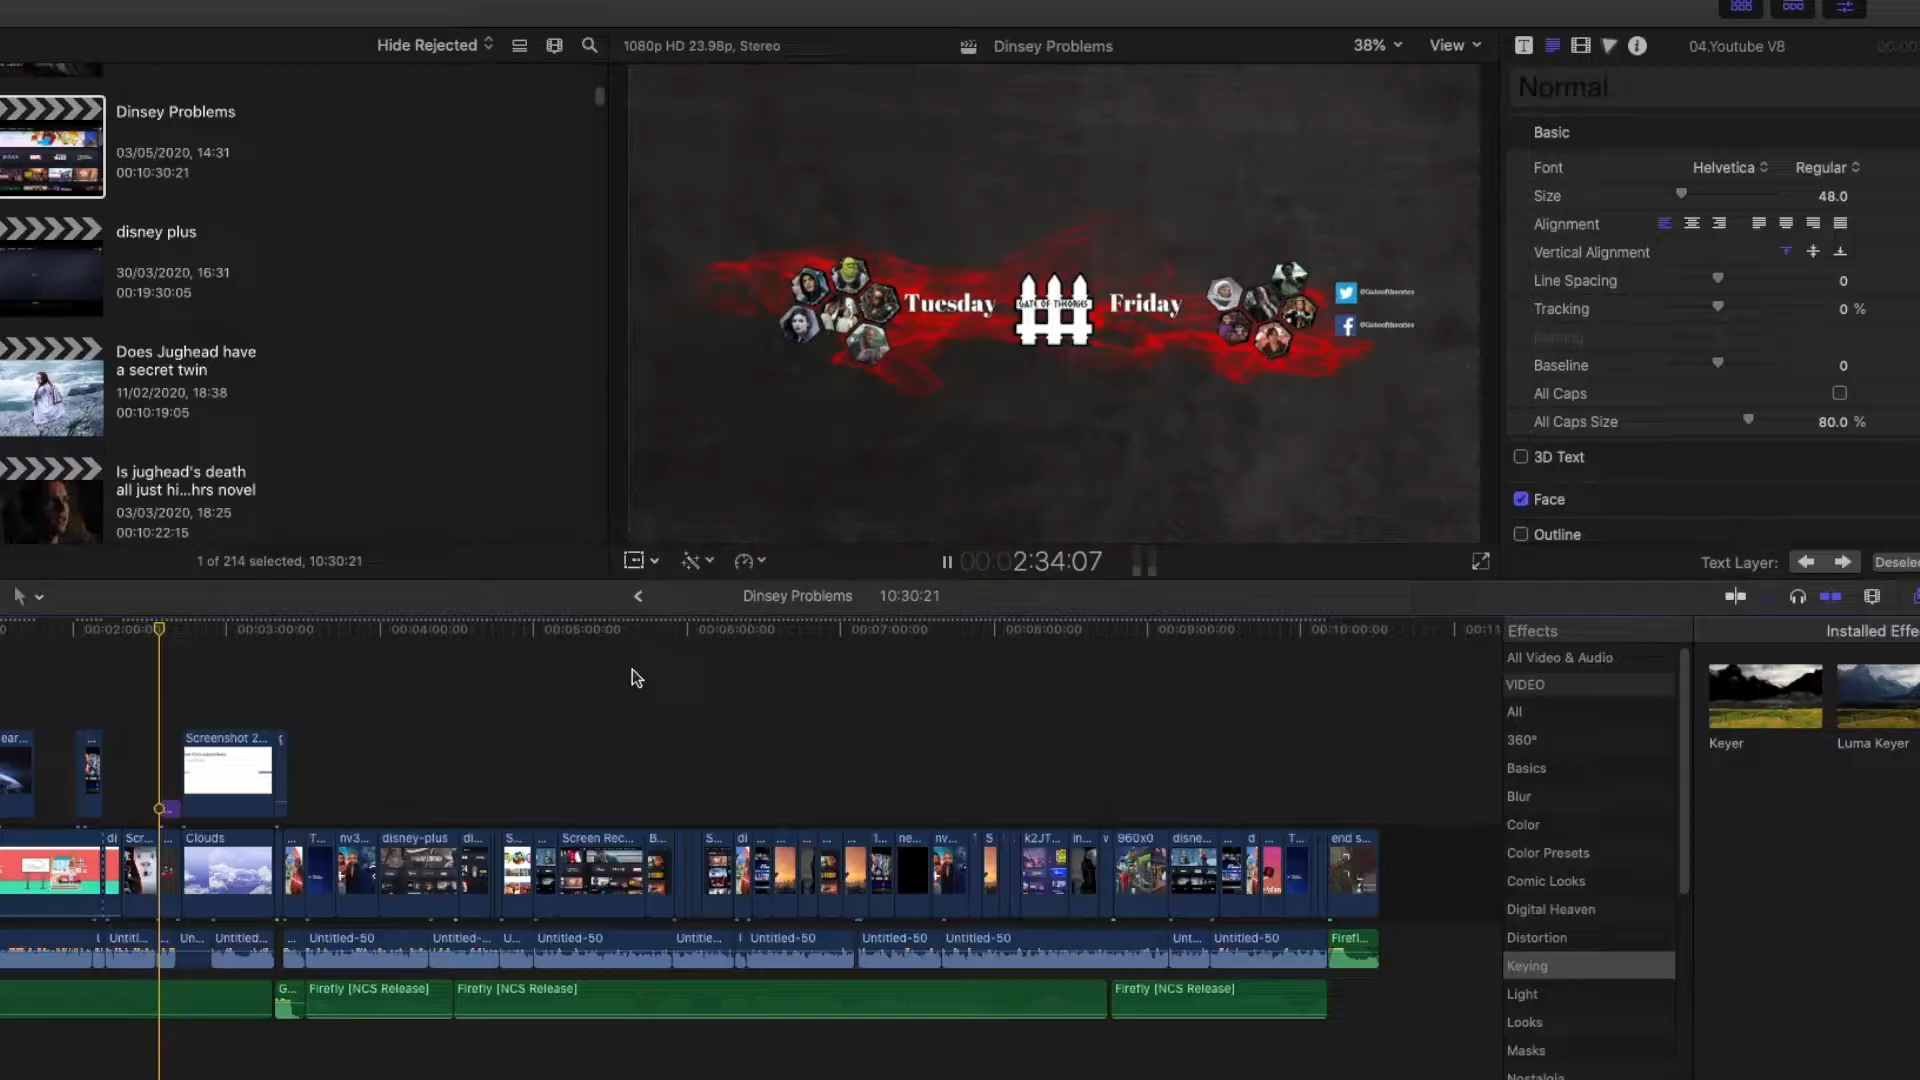 Hide Rejected
1080p HD 23.98p, Stereo
Dinsey Problems
38%
View
04.Youtube V8
Normal
Dinsey Problems
03/05/2020, 14:31
00:10:30:21
disney plus
30/03/2020, 16:31
00:19:30:05
Does Jughead have
a secret twin
11/02/2020, 18:38
00:10:19:05
Is jughead's death
all just hi...hrs novel
03/03/2020, 18:25
00:10:22:15
1 of 214 selected, 10:30:21
Tuesday
GATE OF THEORIES
Friday
@Gateoftheories
@Gateoftheories
Basic
Font
Helvetica
Regular
Size
48.0
Alignment
Vertical Alignment
Line Spacing
0
Tracking
0 %
Baseline
0
All Caps
All Caps Size
80.0 %
3D Text
Face
Outline
00:02:34:07
Text Layer:
Deselec
Dinsey Problems
10:30:21
00:02:00:00
00:03:00:00
00:04:00:00
00:05:00:00
00:06:00:00
00:07:00:00
00:08:00:00
00:09:00:00
00:10:00:00
00:11
ear...
...
Screenshot 2...
...
di
Scr...
...
Clouds
...
T...
nv3...
disney-plus
di...
S...
...
Screen Rec...
B...
S...
di
...
...
...
...
...
1...
ne...
nv...
S
k2JT...
in...
960x0
disne...
...
d
...
T...
end s...
Untitl...
...
Un...
Untitled...
...
Untitled-50
Untitled-...
U...
Untitled-50
Untitle...
Untitled-50
Untitled-50
Untitled-50
Unt...
Untitled-50
Firefl...
G...
Firefly [NCS Release]
Firefly [NCS Release]
Firefly [NCS Release]
Effects
Installed Effe
All Video & Audio
VIDEO
All
360°
Basics
Blur
Color
Color Presets
Comic Looks
Digital Heaven
Distortion
Keying
Light
Looks
Masks
Nostalgia
Keyer
Luma Keyer